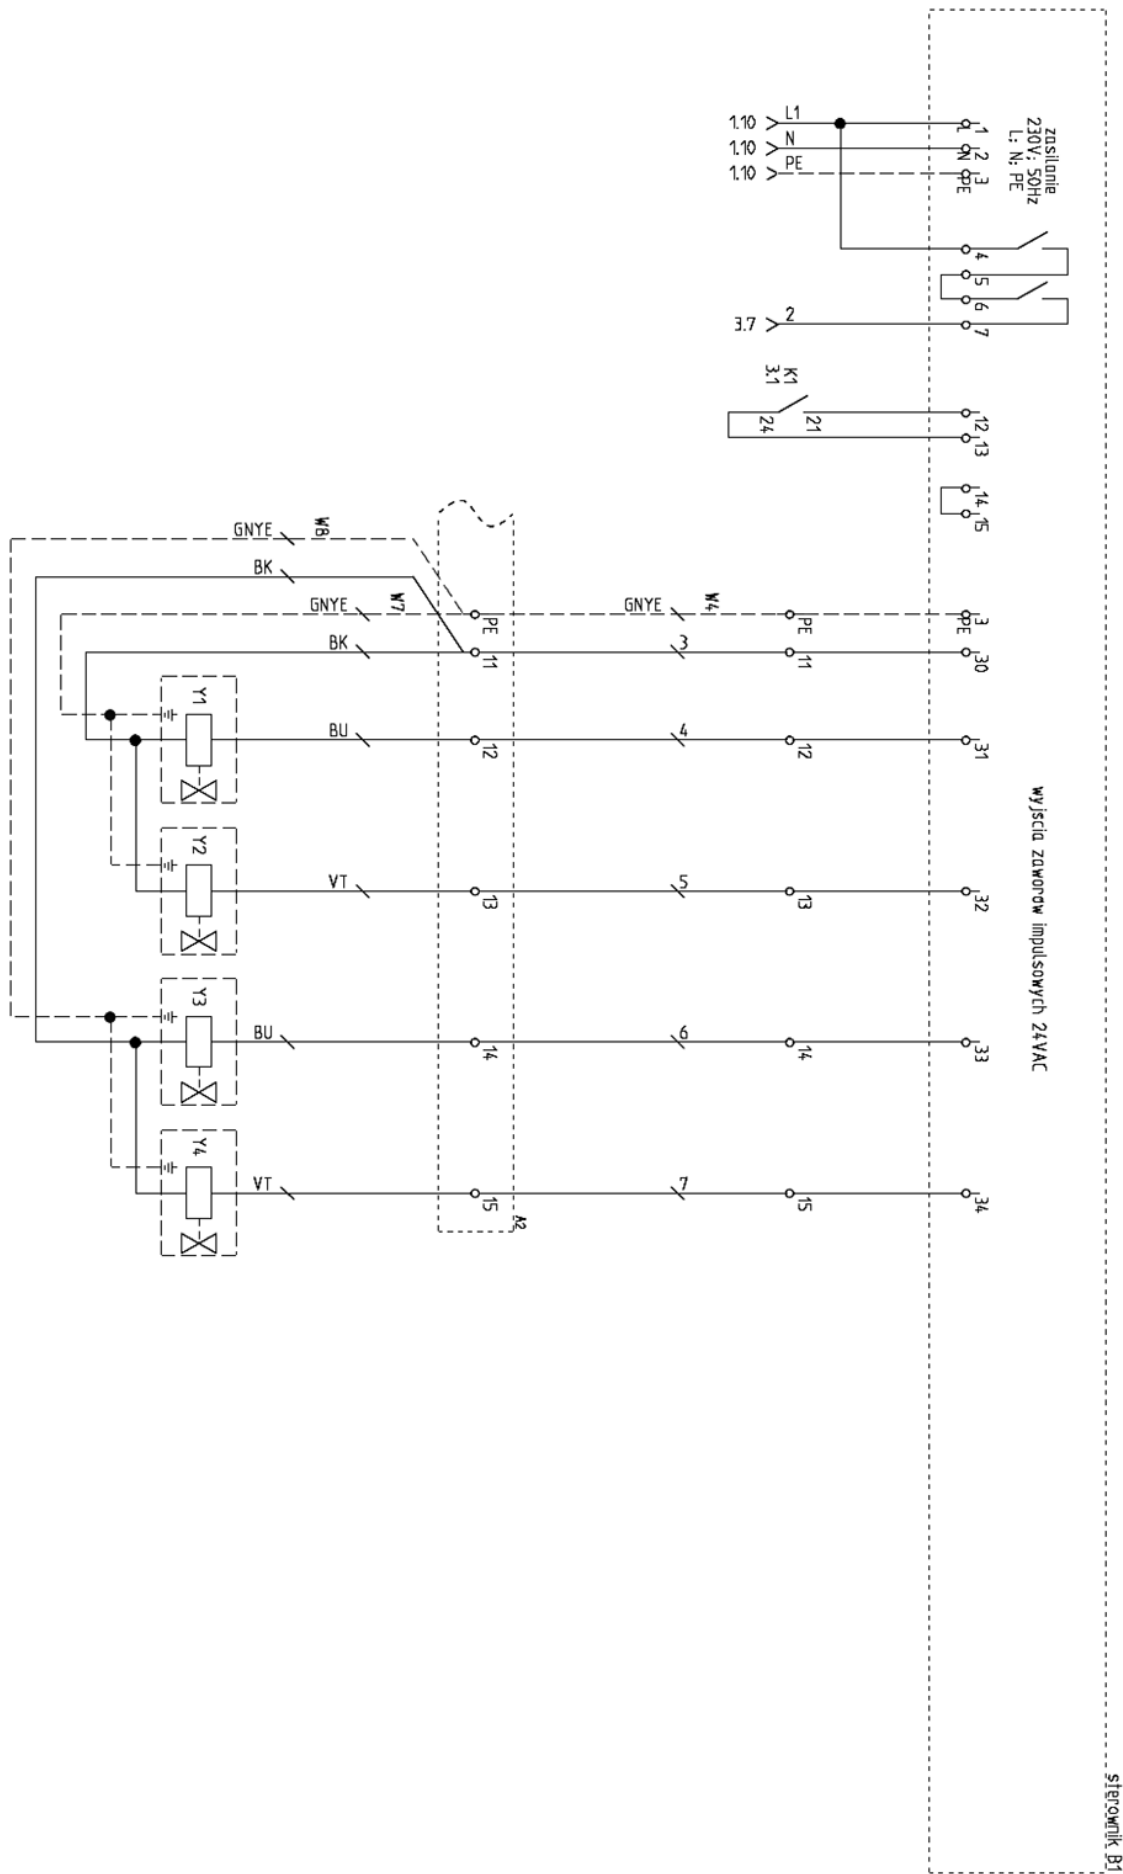 sterownik B1
zasilanie
230V; 50Hz
L; N; PE
1
2
3
L
N
PE
4
5
6
7
12
13
14
15
3
PE
30
31
32
33
34
wyjscia zaworow impulsowych 24VAC
1.10
L1
1.10
N
1.10
PE
3.7
2
K1
3.1
21
24
W8
GNYE
BK
W7
GNYE
BK
PE
11
W4
GNYE
3
PE
11
Y1
BU
12
4
12
Y2
VT
13
5
13
Y3
BU
14
6
14
Y4
VT
15
7
15
A2